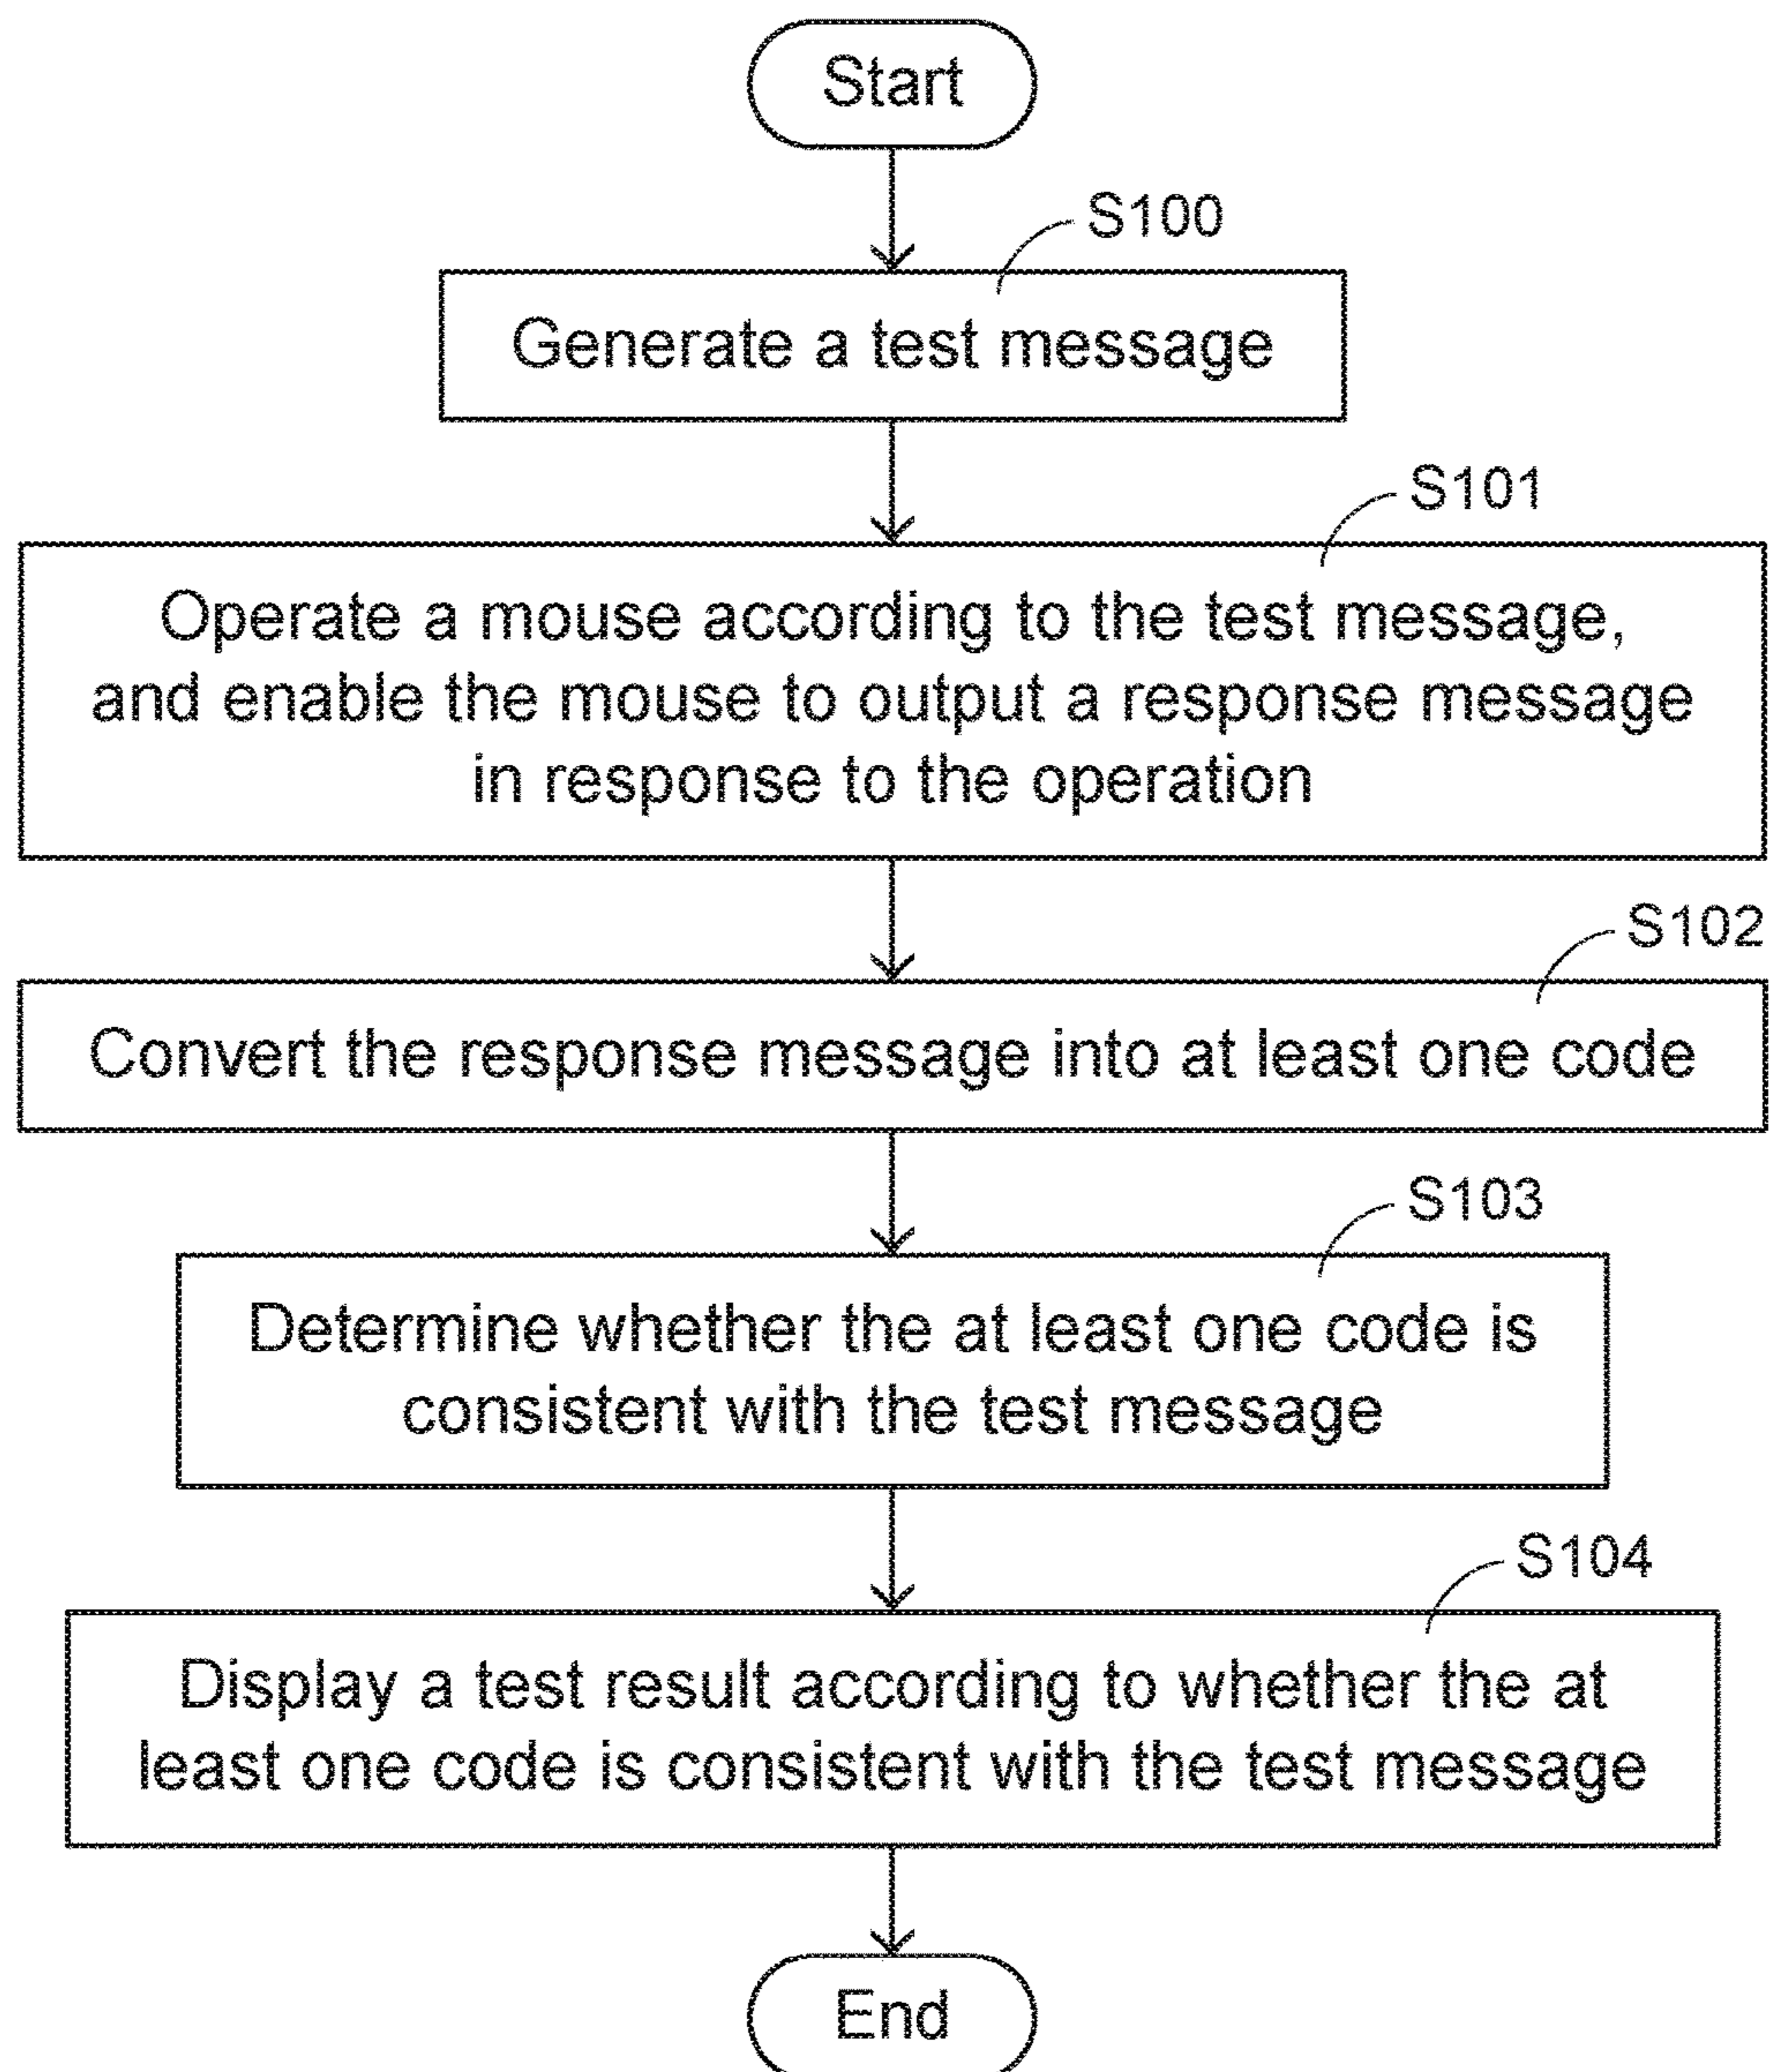 Start
S100
Generate a test message
S101
Operate a mouse according to the test message,
and enable the mouse to output a response message
in response to the operation
S102
Convert the response message into at least one code
S103
Determine whether the at least one code is
consistent with the test message
S104
Display a test result according to whether the at
least one code is consistent with the test message
End